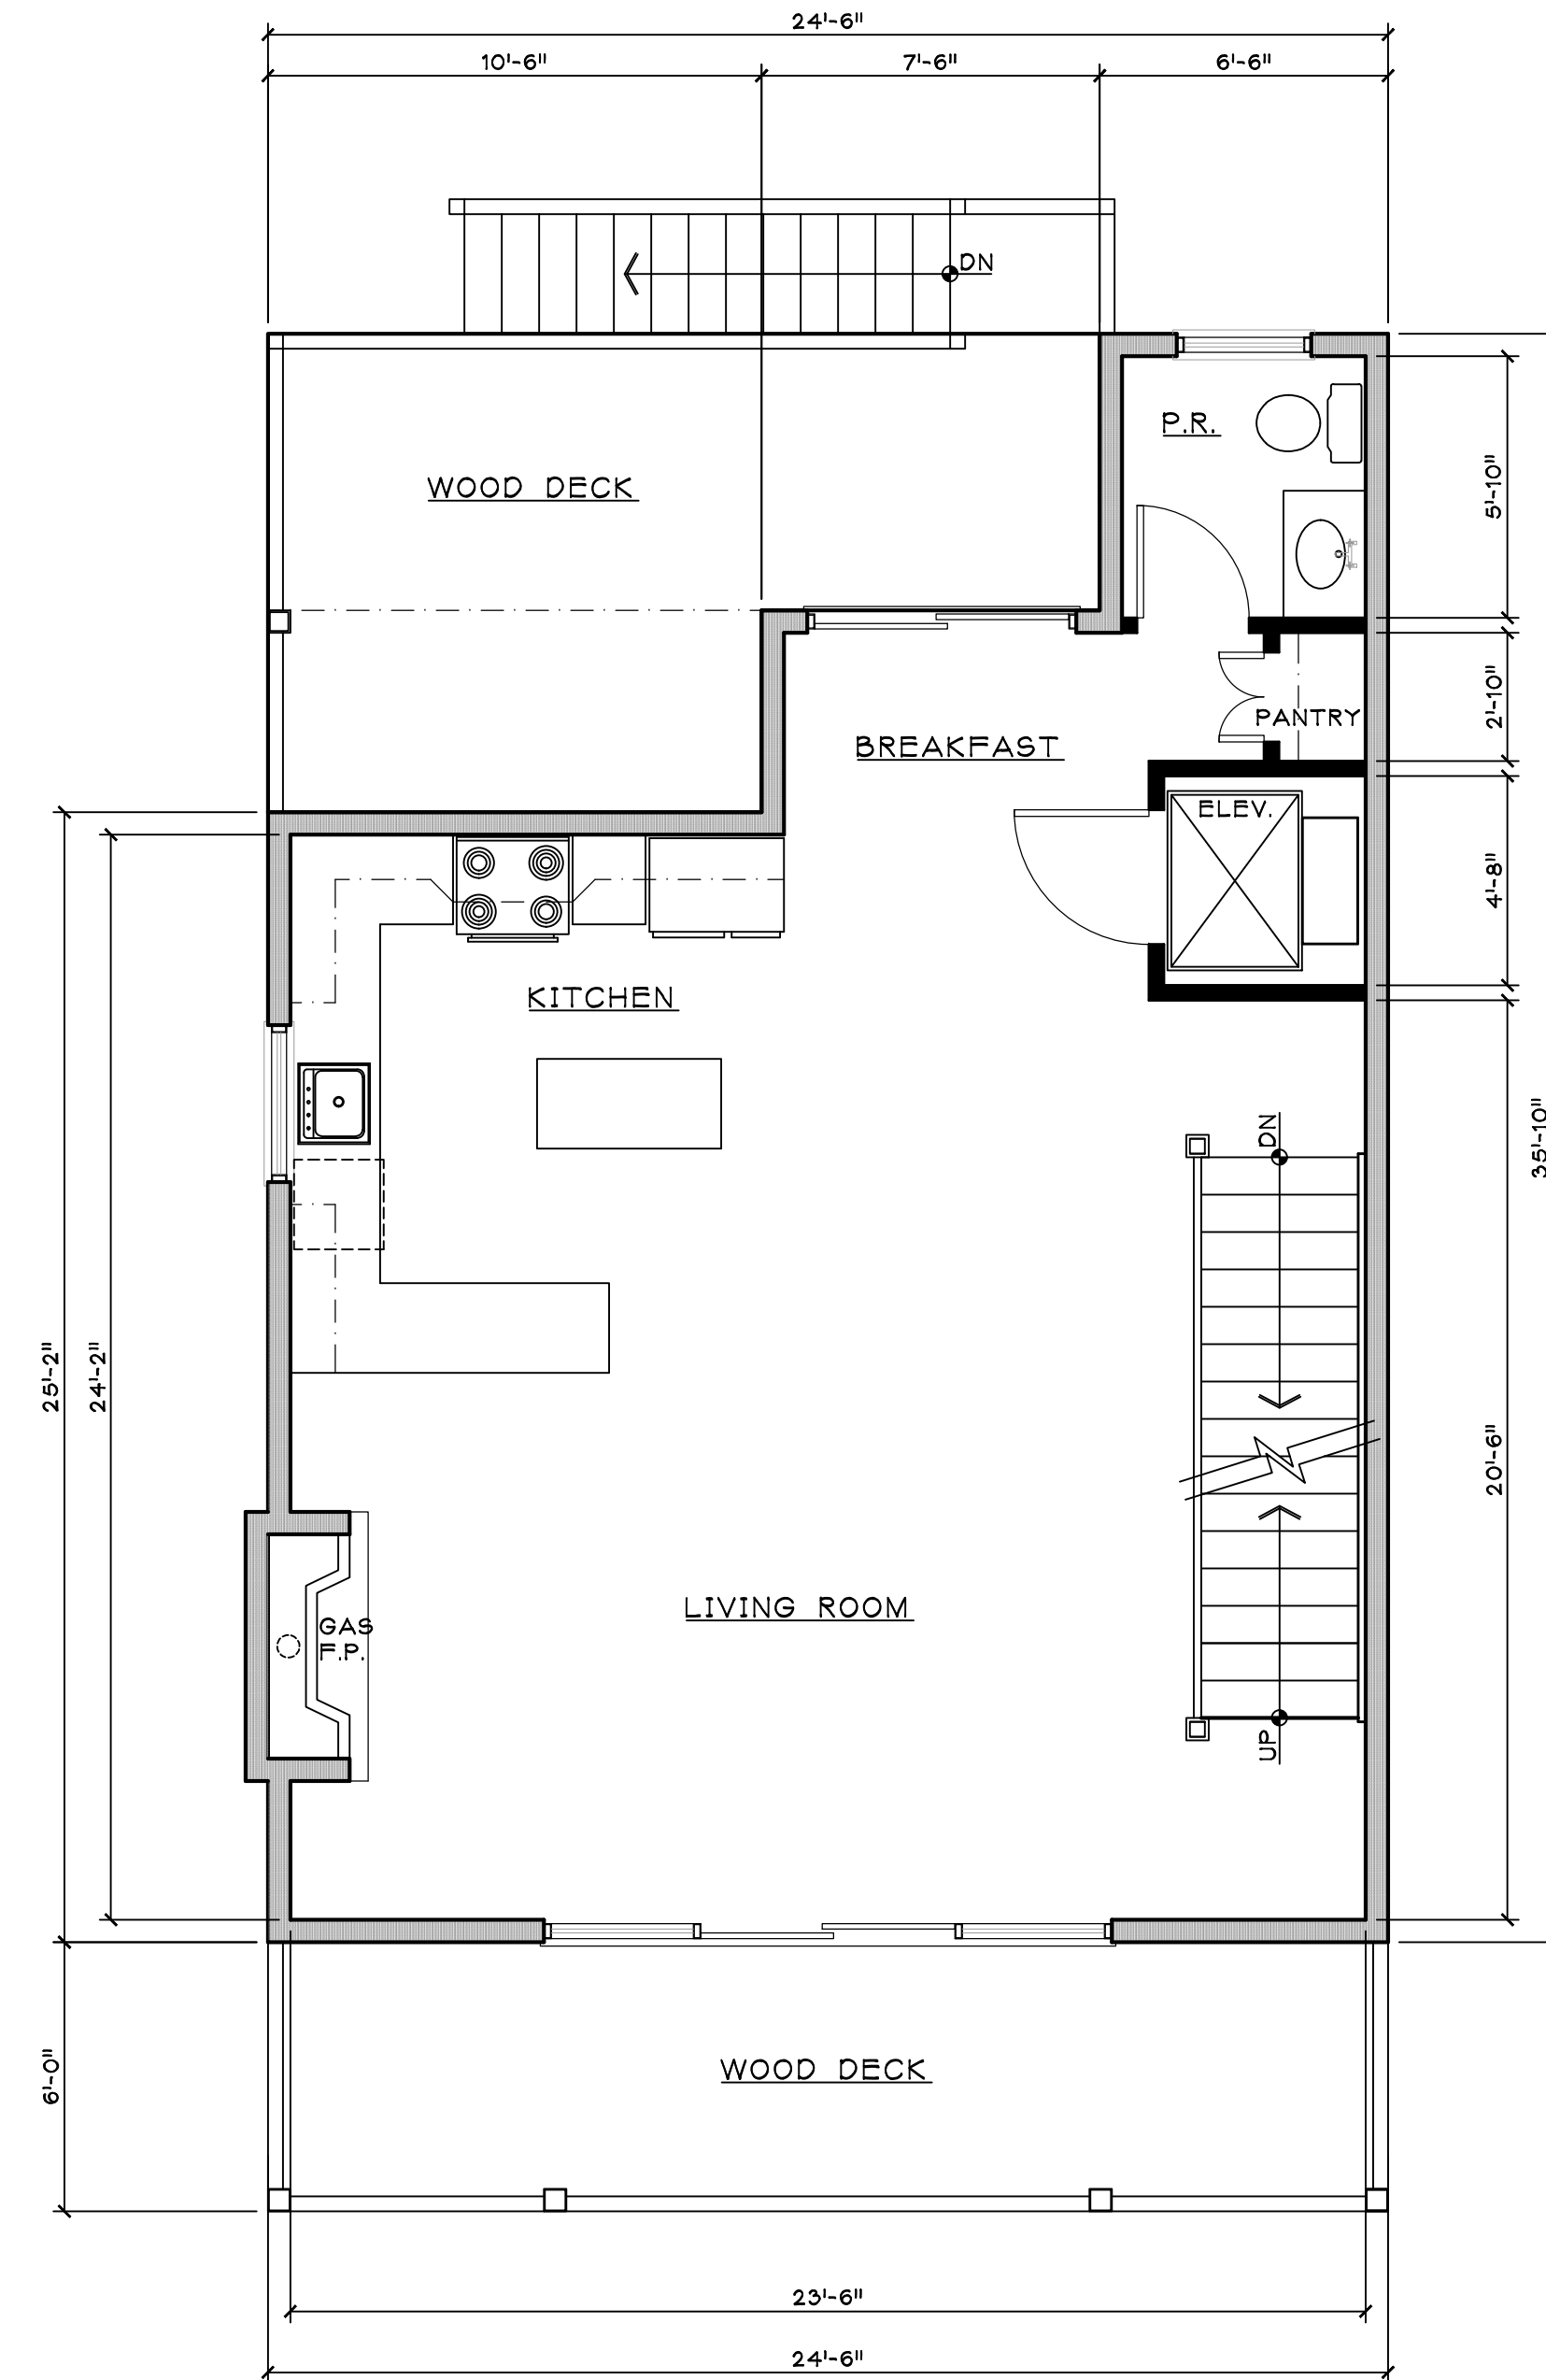 24'-6"
10'-6" 7'-6" 6'-6"
DN
P.R.
WOOD DECK
5'-10"
2'-10"
PANTRY
BREAKFAST
ELEV.
4'-8"
KITCHEN
DN
35'-10"
25'-2"
24'-2"
20'-6"
LIVING ROOM
GAS
F.P.
UP
WOOD DECK
6'-0"
23'-6"
24'-6"